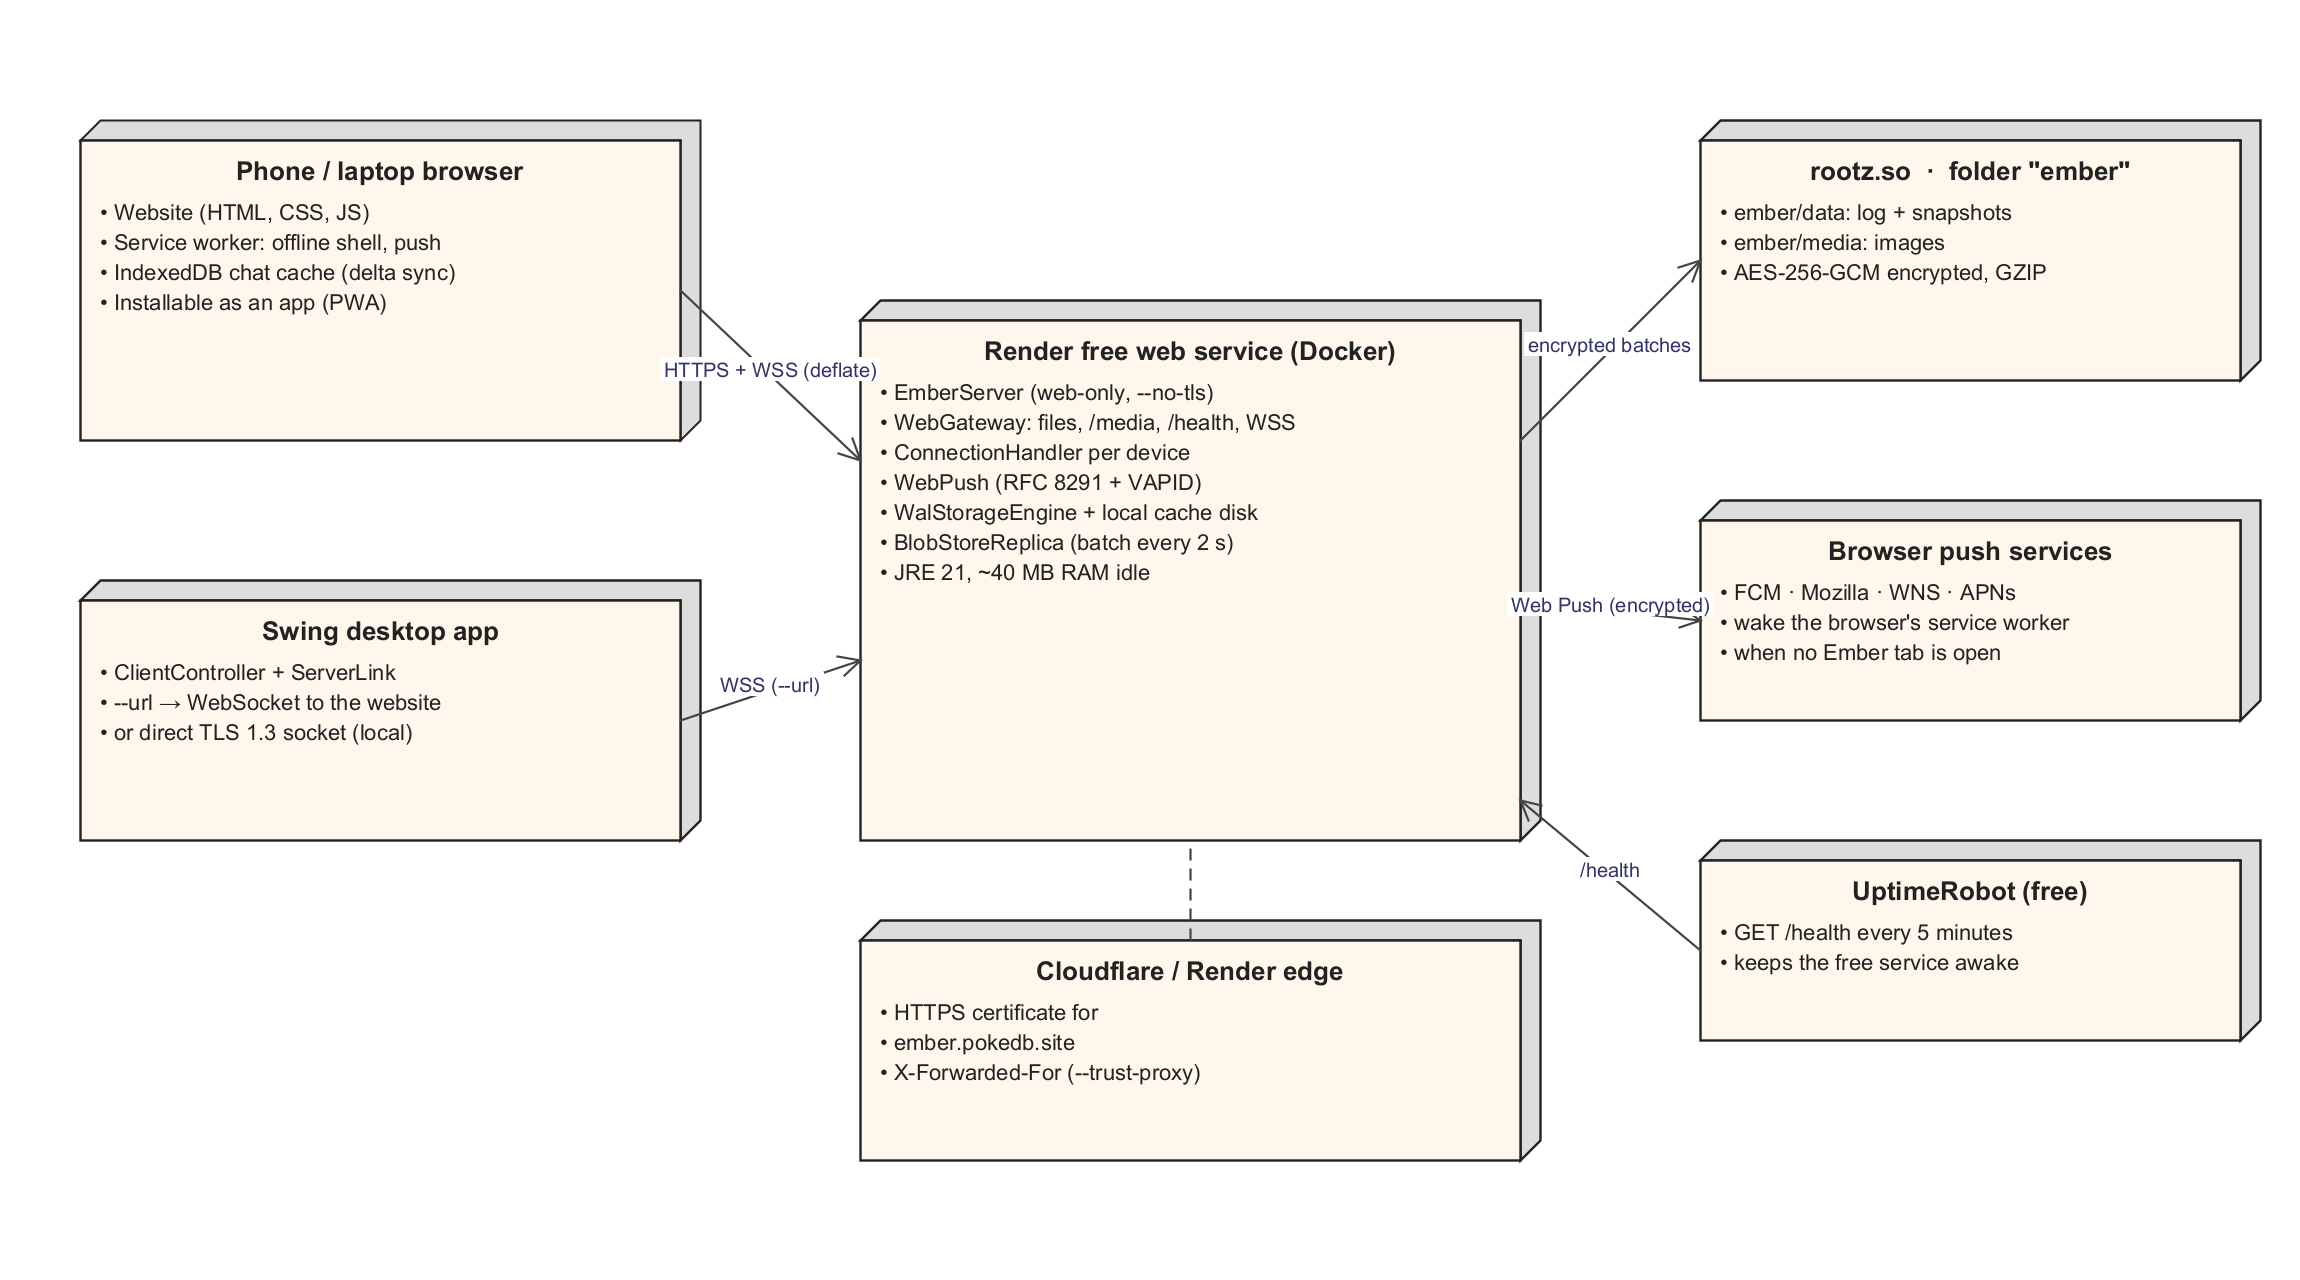 Phone / laptop browser
• Website (HTML, CSS, JS)
• Service worker: offline shell, push
• IndexedDB chat cache (delta sync)
• Installable as an app (PWA)
HTTPS + WSS (deflate)
Swing desktop app
• ClientController + ServerLink
• --url → WebSocket to the website
• or direct TLS 1.3 socket (local)
WSS (--url)
Render free web service (Docker)
• EmberServer (web-only, --no-tls)
• WebGateway: files, /media, /health, WSS
• ConnectionHandler per device
• WebPush (RFC 8291 + VAPID)
• WalStorageEngine + local cache disk
• BlobStoreReplica (batch every 2 s)
• JRE 21, ~40 MB RAM idle
Cloudflare / Render edge
• HTTPS certificate for
• ember.pokedb.site
• X-Forwarded-For (--trust-proxy)
encrypted batches
rootz.so · folder "ember"
• ember/data: log + snapshots
• ember/media: images
• AES-256-GCM encrypted, GZIP
Web Push (encrypted)
Browser push services
• FCM · Mozilla · WNS · APNs
• wake the browser's service worker
• when no Ember tab is open
/health
UptimeRobot (free)
• GET /health every 5 minutes
• keeps the free service awake